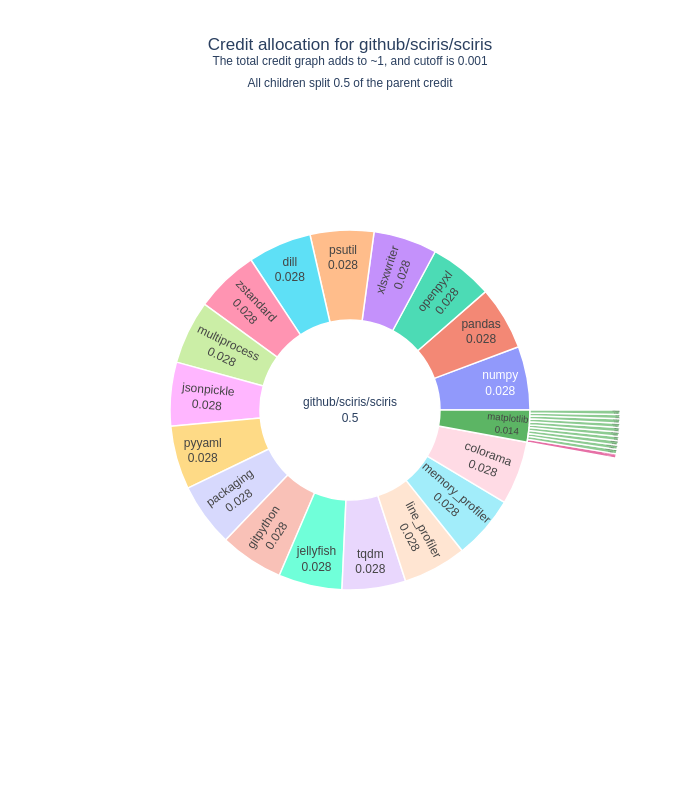 Credit allocation for github/sciris/sciris
The total credit graph adds to ~1, and cutoff is 0.001
All children split 0.5 of the parent credit
psutil
0.028
xlsxwriter
0.028
openpyxl
0.028
pandas
0.028
numpy
0.028
matplotlib
0.014
colorama
0.028
memory_profiler
0.028
line_profiler
0.028
tqdm
0.028
jellyfish
0.028
gitpython
0.028
packaging
0.028
pyyaml
0.028
jsonpickle
0.028
multiprocess
0.028
zstandard
0.028
dill
0.028
github/sciris/sciris
0.5